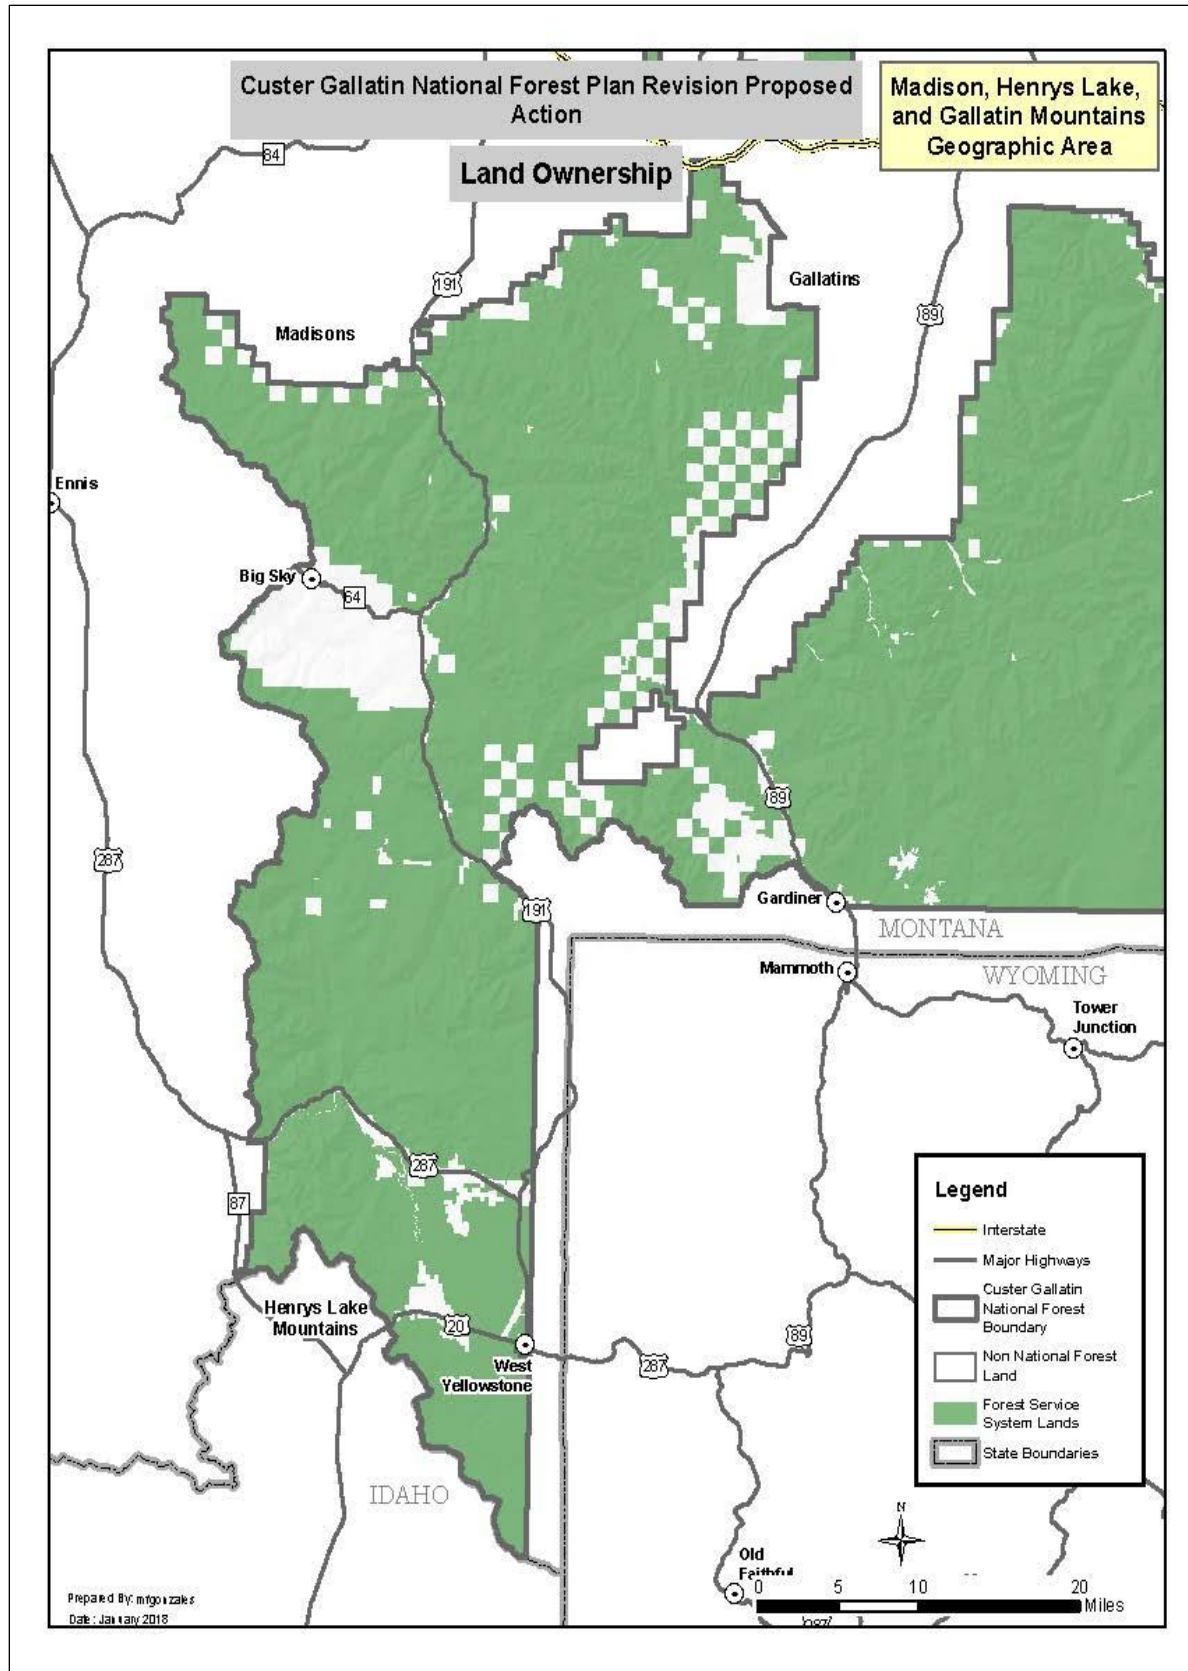 Custer Gallatin National Forest Plan Revision Proposed
Action
Land Ownership
Madison, Henrys Lake,
and Gallatin Mountains
Geographic Area
84
191
Gallatins
89
Madisons
Ennis
Big Sky
64
89
287
Gardiner
191
MONTANA
WYOMING
Mammoth
Tower
Junction
287
87
Henrys Lake
Mountains
20
West
Yellowstone
89
287
IDAHO
Legend
Interstate
Major Highways
Custer Gallatin
National Forest
Boundary
Non National Forest
Land
Forest Service
System Lands
State Boundaries
N
Old
Faithful
0 5 10 20
Miles
Prepared By: mfgonzales
Date: January 2018